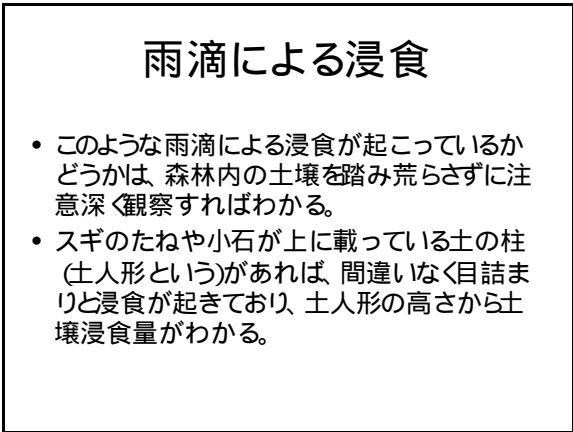 雨滴による浸食
• このような雨滴による浸食が起こっているか
どうかは、森林内の土壌を踏み荒らさずに注
意深く観察すればわかる。
• スギのたねや小石が上に載っている土の柱
(土人形という)があれば、間違いなく目詰ま
りと浸食が起きており、土人形の高さから土
壌浸食量がわかる。